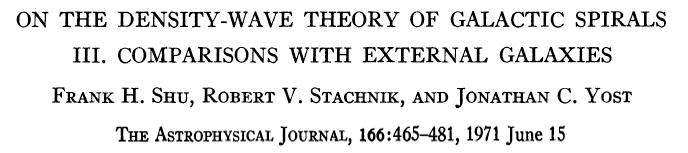 ON THE DENSITY-WAVE THEORY OF GALACTIC SPIRALS
III. COMPARISONS WITH EXTERNAL GALAXIES
FRANK H. SHU, ROBERT V. STACHNIK, AND JONATHAN C. YOST
THE ASTROPHYSICAL JOURNAL, 166:465-481, 1971 June 15